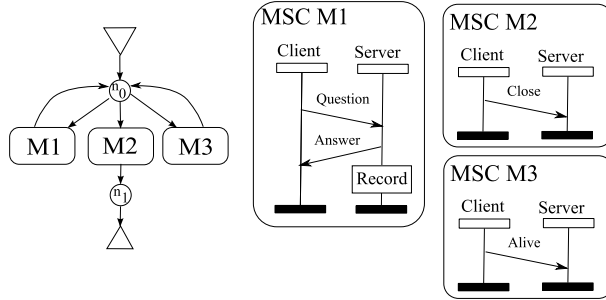 n0
M1 M2 M3
n1
MSC M1
Client Server
Question
Answer
Record
MSC M2
Client Server
Close
MSC M3
Client Server
Alive